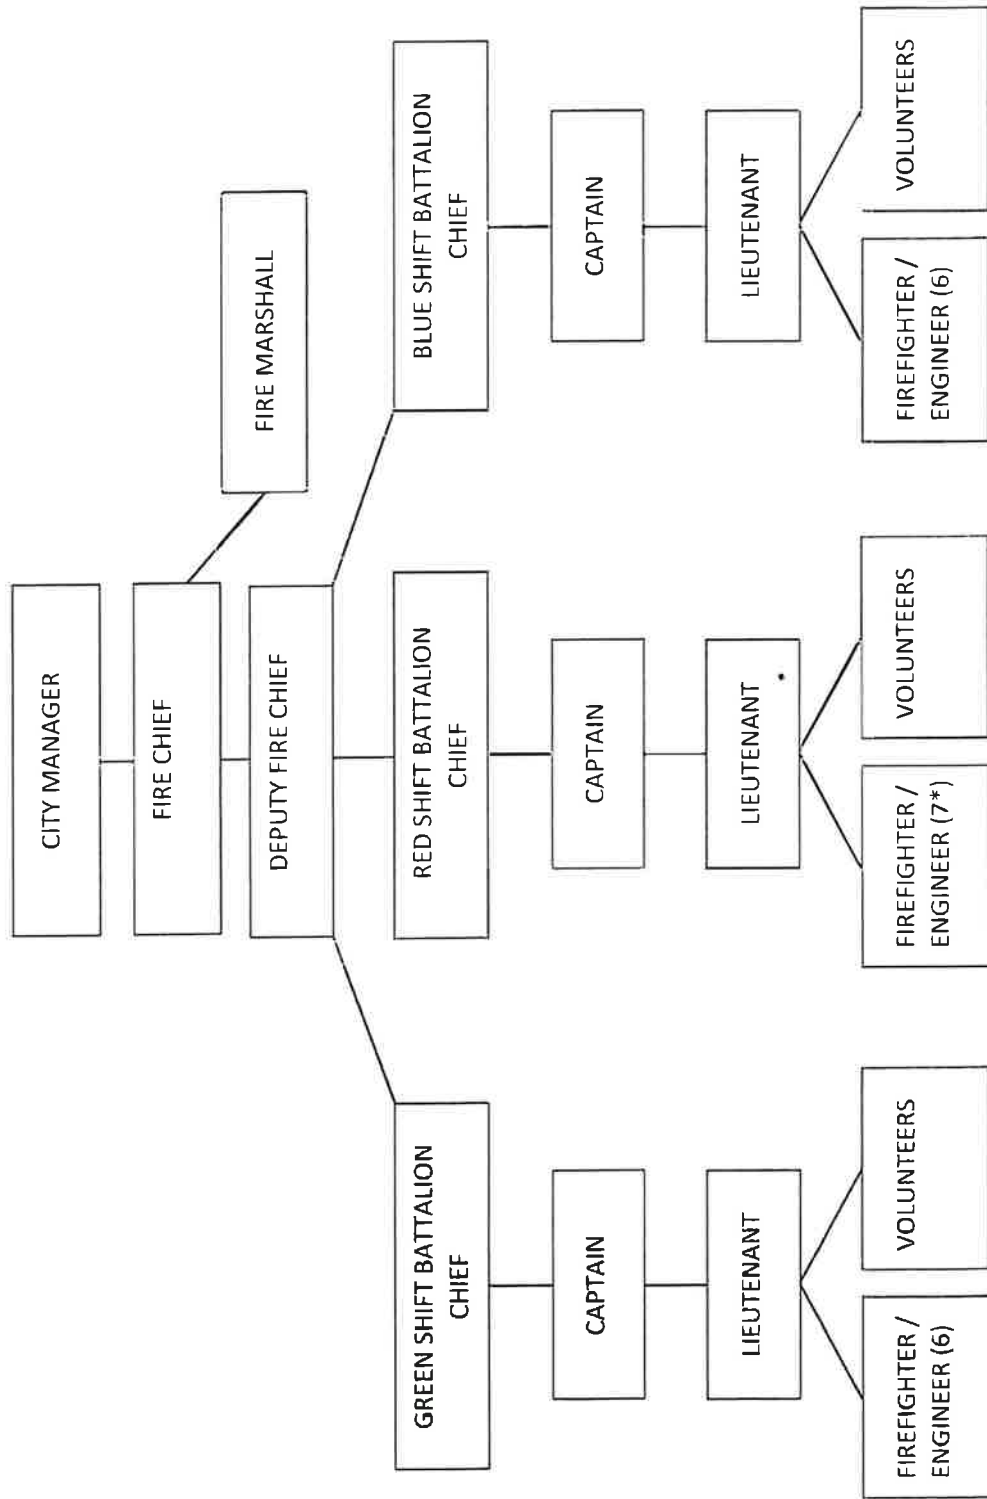 CITY MANAGER
FIRE CHIEF
FIRE MARSHALL
DEPUTY FIRE CHIEF
GREEN SHIFT BATTALION
CHIEF
RED SHIFT BATTALION
CHIEF
BLUE SHIFT BATTALION
CHIEF
CAPTAIN
CAPTAIN
CAPTAIN
LIEUTENANT
LIEUTENANT
LIEUTENANT
FIREFIGHTER /
ENGINEER (6)
VOLUNTEERS
FIREFIGHTER /
ENGINEER (7*)
VOLUNTEERS
FIREFIGHTER /
ENGINEER (6)
VOLUNTEERS